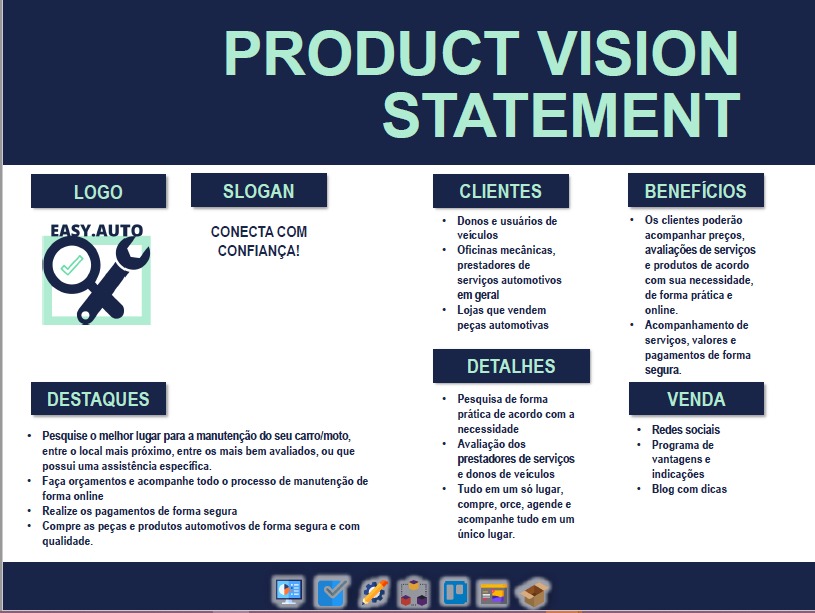 PRODUCT VISION
STATEMENT
LOGO
EASY.AUTO
SLOGAN
CONECTA COM
CONFIANÇA!
DESTAQUES
• Pesquise o melhor lugar para a manutenção do seu carro/moto,
entre o local mais próximo, entre os mais bem avaliados, ou que
possui uma assistência específica.
• Faça orçamentos e acompanhe todo o processo de manutenção de
forma online
• Realize os pagamentos de forma segura
• Compre as peças e produtos automotivos de forma segura e com
qualidade.
CLIENTES
• Donos e usuários de
veículos
• Oficinas mecânicas,
prestadores de
serviços automotivos
em geral
• Lojas que vendem
peças automotivas
DETALHES
• Pesquisa de forma
prática de acordo com a
necessidade
• Avaliação dos
prestadores de serviços
e donos de veículos
• Tudo em um só lugar,
compre, orce, agende e
acompanhe tudo em um
único lugar.
BENEFÍCIOS
• Os clientes poderão
acompanhar preços,
avaliações de serviços
e produtos de acordo
com sua necessidade,
de forma prática e
online.
• Acompanhamento de
serviços, valores e
pagamentos de forma
segura.
VENDA
• Redes sociais
• Programa de
vantagens e
indicações
• Blog com dicas